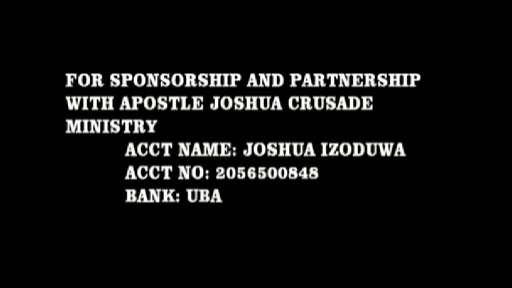 FOR SPONSORSHIP AND PARTNERSHIP
WITH APOSTLE JOSHUA CRUSADE
MINISTRY
ACCT NAME: JOSHUA IZODUWA
ACCT NO: 2056500848
BANK: UBA